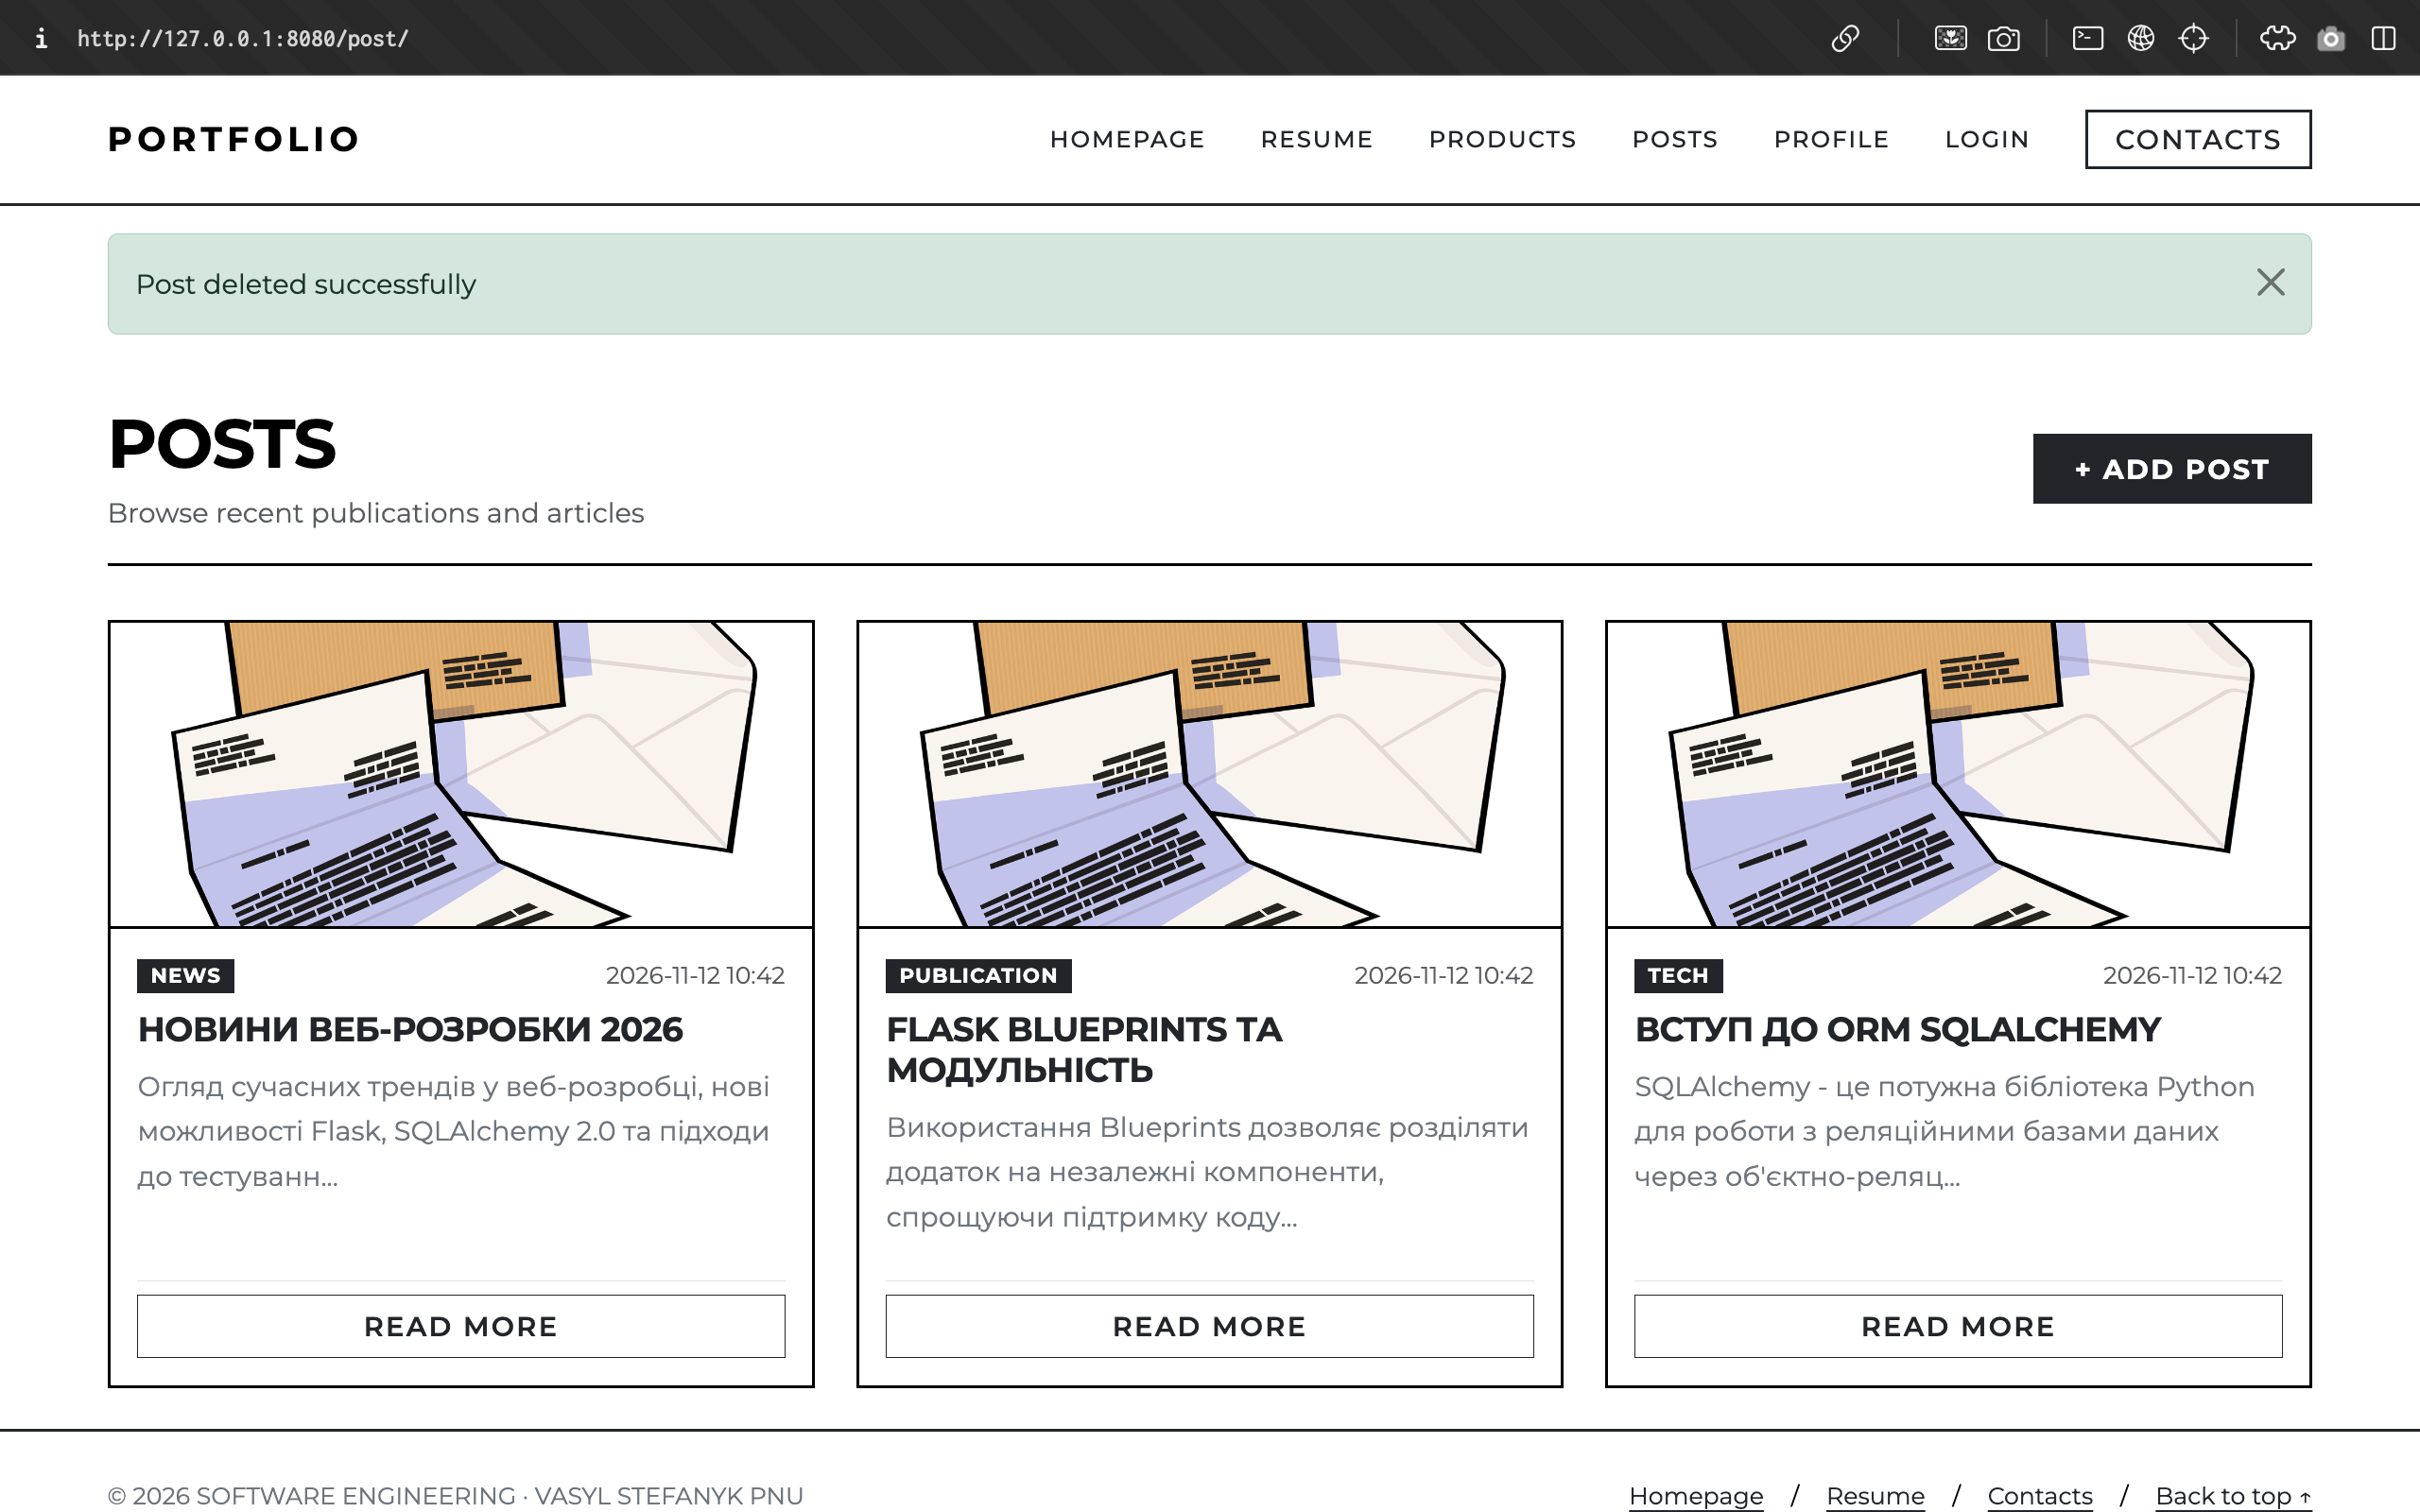 http://127.0.0.1:8080/post/
PORTFOLIO
HOMEPAGE
RESUME
PRODUCTS
POSTS
PROFILE
LOGIN
CONTACTS
Post deleted successfully
POSTS
Browse recent publications and articles
+ ADD POST
NEWS
2026-11-12 10:42
НОВИНИ ВЕБ-РОЗРОБКИ 2026
Огляд сучасних трендів у веб-розробці, нові
можливості Flask, SQLAlchemy 2.0 та підходи
до тестуванн...
READ MORE
PUBLICATION
2026-11-12 10:42
FLASK BLUEPRINTS ТА
МОДУЛЬНІСТЬ
Використання Blueprints дозволяє розділяти
додаток на незалежні компоненти,
спрощуючи підтримку коду...
READ MORE
TECH
2026-11-12 10:42
ВСТУП ДО ORM SQLALCHEMY
SQLAlchemy - це потужна бібліотека Python
для роботи з реляційними базами даних
через об'єктно-реляц...
READ MORE
© 2026 SOFTWARE ENGINEERING · VASYL STEFANYK PNU
Homepage / Resume / Contacts / Back to top ↑